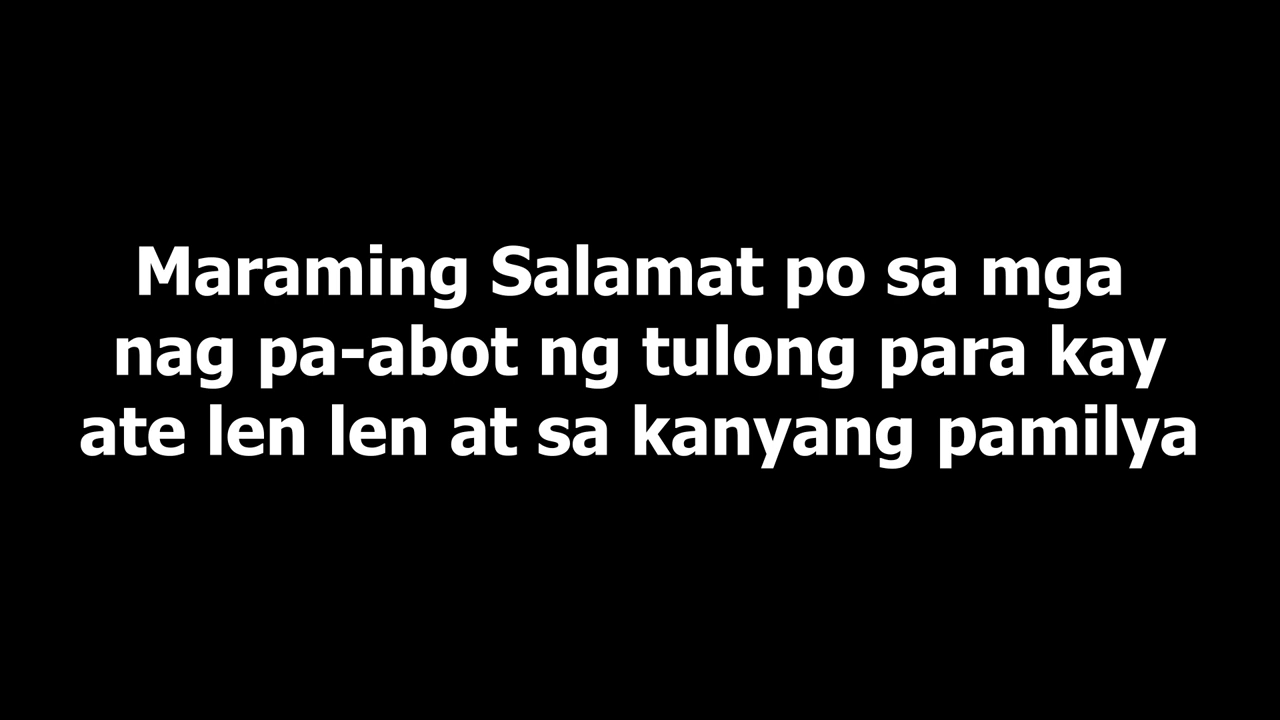 Maraming Salamat po sa mga
nag pa-abot ng tulong para kay
ate len len at sa kanyang pamilya